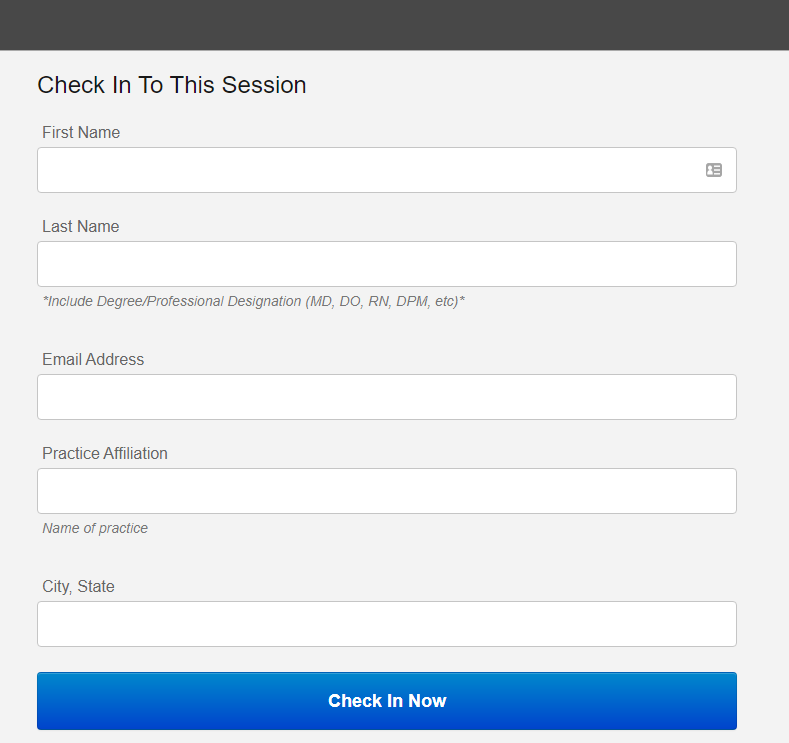 Check In To This Session
First Name
Last Name
*Include Degree/Professional Designation (MD, DO, RN, DPM, etc)*
Email Address
Practice Affiliation
Name of practice
City, State
Check In Now